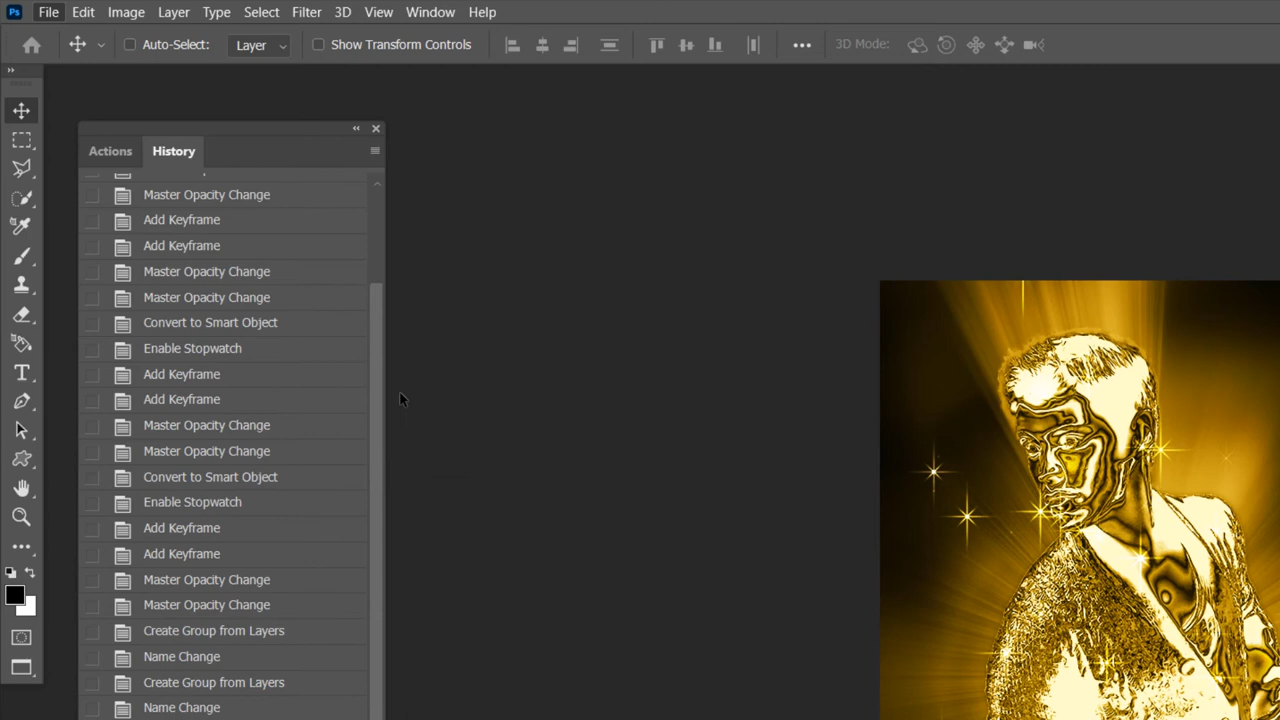 Ps File Edit Image Layer Type Select Filter 3D View Window Help
Auto-Select: Layer Show Transform Controls 3D Mode:
Actions History
Master Opacity Change
Add Keyframe
Add Keyframe
Master Opacity Change
Master Opacity Change
Convert to Smart Object
Enable Stopwatch
Add Keyframe
Add Keyframe
Master Opacity Change
Master Opacity Change
Convert to Smart Object
Enable Stopwatch
Add Keyframe
Add Keyframe
Master Opacity Change
Master Opacity Change
Create Group from Layers
Name Change
Create Group from Layers
Name Change